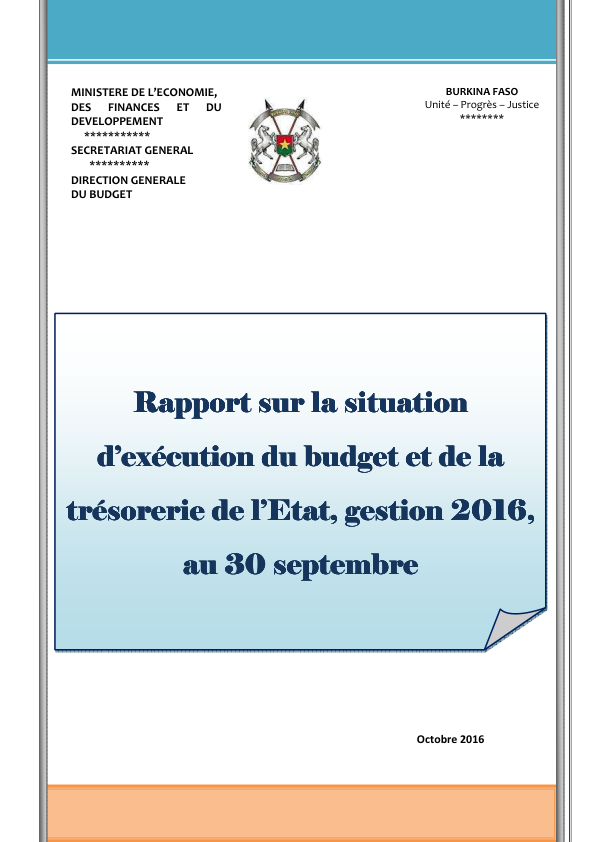 MINISTERE DE L'ECONOMIE,
DES FINANCES ET DU
DEVELOPPEMENT
***********
SECRETARIAT GENERAL
**********
DIRECTION GENERALE
DU BUDGET
BURKINA FASO
Unité – Progrès – Justice
********
Rapport sur la situation
d'exécution du budget et de la
trésorerie de l'Etat, gestion 2016,
au 30 septembre
Octobre 2016